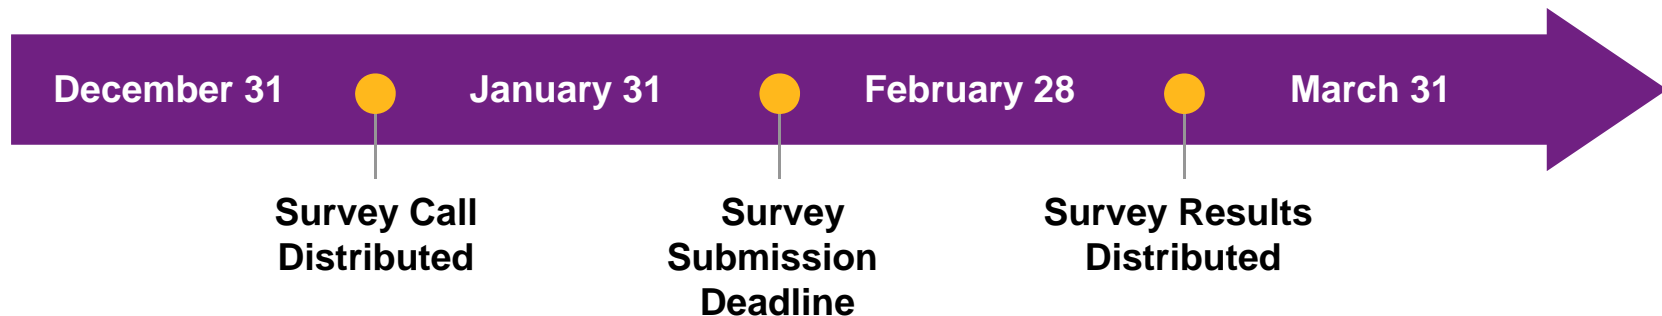 December 31
January 31
February 28
March 31
Survey Call
Distributed
Survey
Submission
Deadline
Survey Results
Distributed